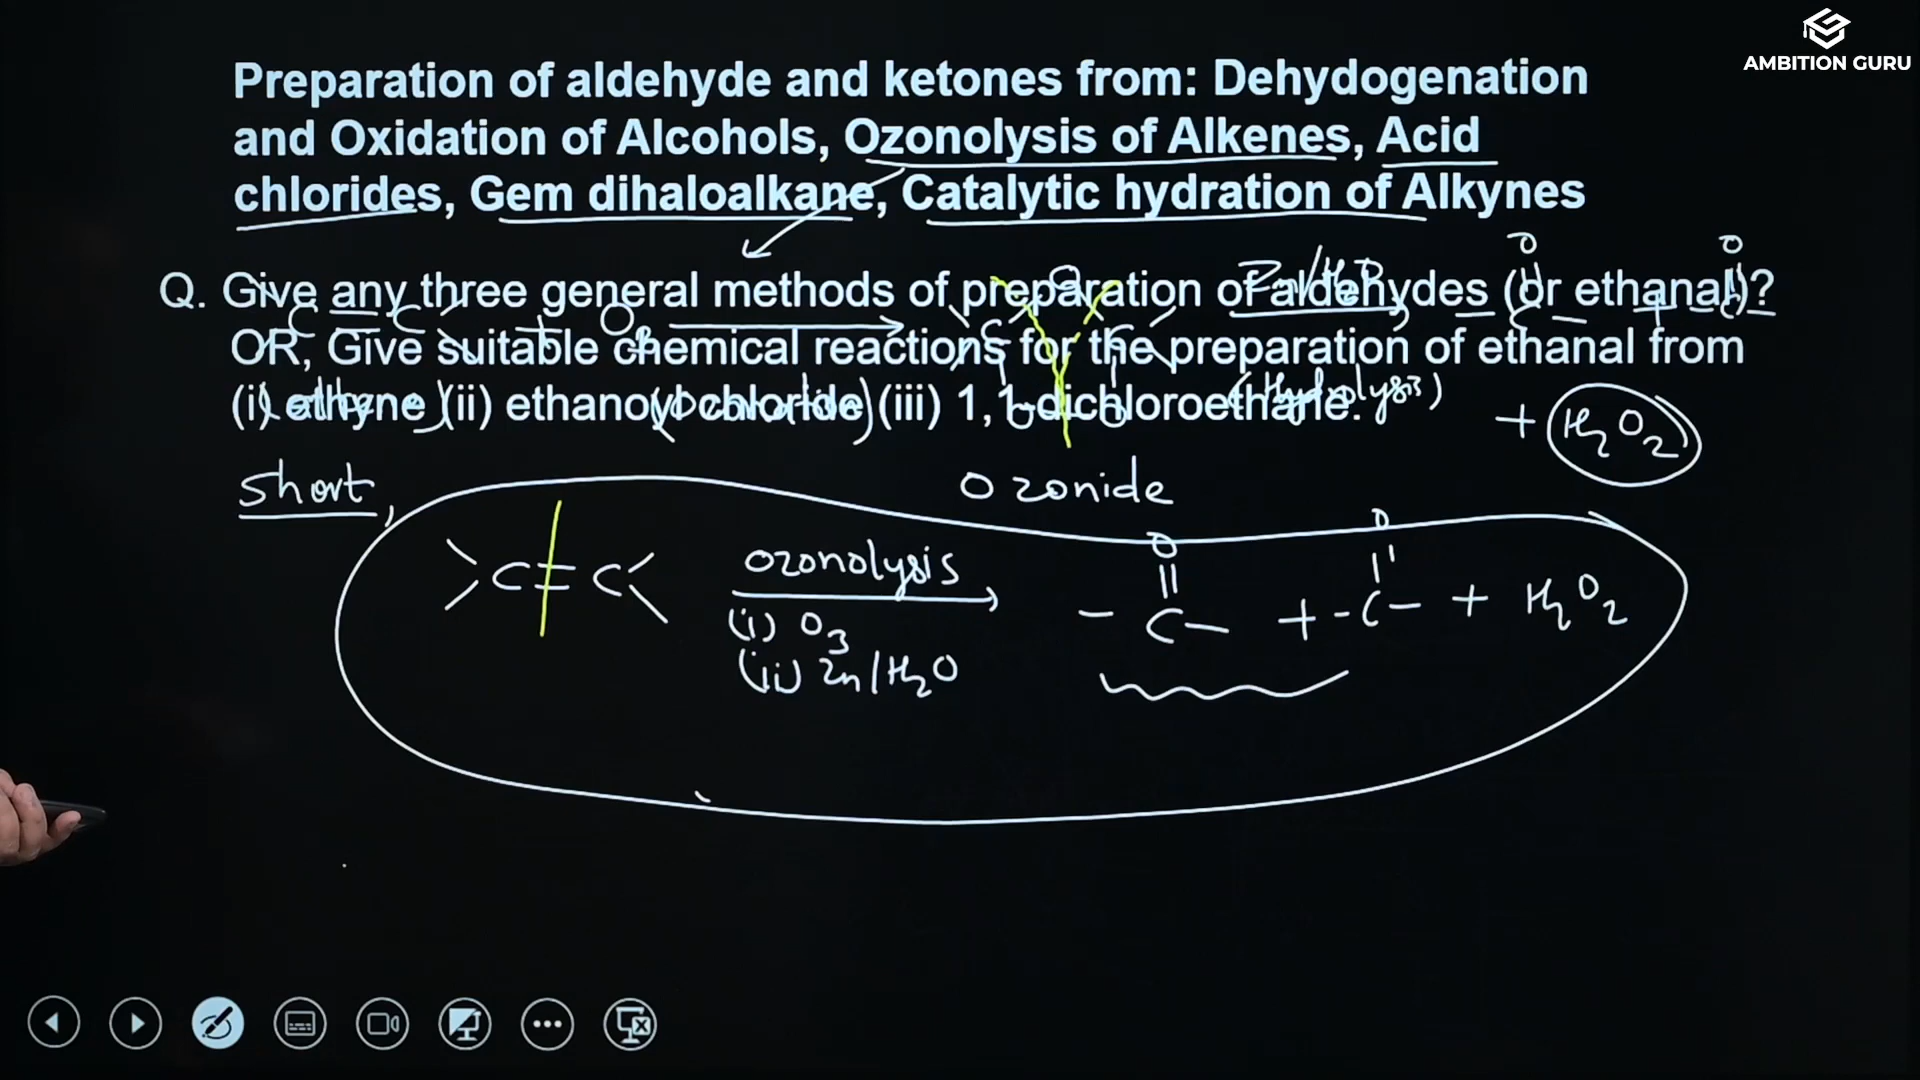 AMBITION GURU
Preparation of aldehyde and ketones from: Dehydogenation
and Oxidation of Alcohols, Ozonolysis of Alkenes, Acid
chlorides, Gem dihaloalkane, Catalytic hydration of Alkynes
Q. Give any three general methods of preparation of aldehydes (or ethanal)?
OR, Give suitable chemical reactions for the preparation of ethanal from
(i) ethyne (ii) ethanoyl chloride (iii) 1,1-dichloroethane.
Zn/H₂O
(Hydrolysis)
+ H₂O₂
Ozonide
short,
C = C ozonolysis
(i) O₃
(ii) Zn/H₂O
O O
|| ||
- C - + - C - + H₂O₂